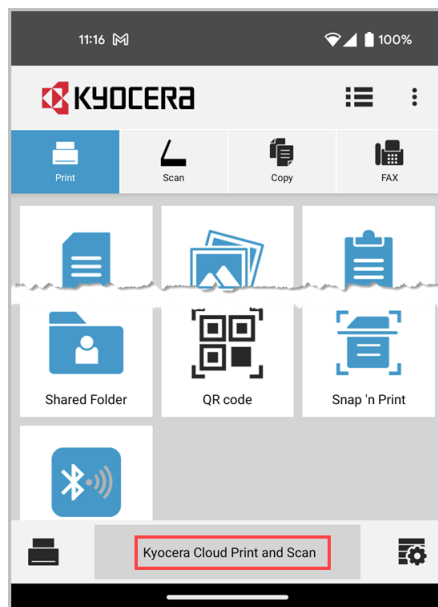 11:16 100%
KYOCERA
Print Scan Copy FAX
Shared Folder QR code Snap 'n Print
Kyocera Cloud Print and Scan